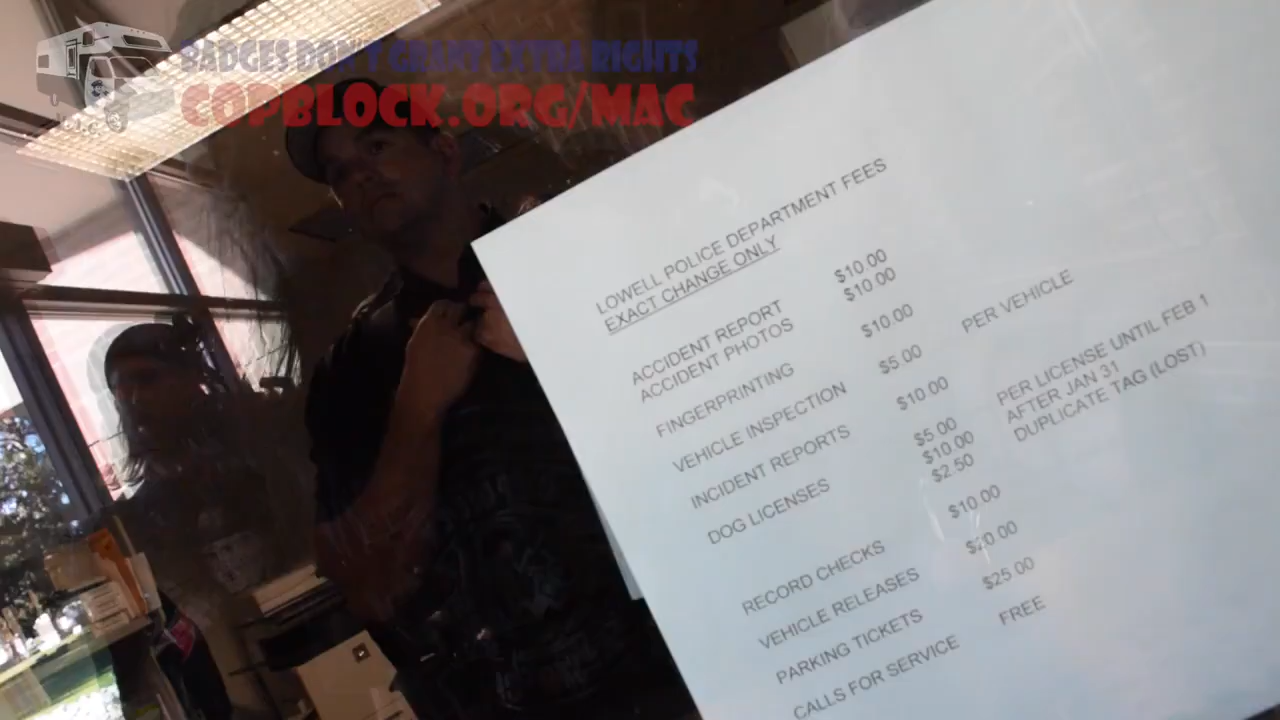 BADGES DON'T GRANT EXTRA RIGHTS
COPBLOCK.ORG/MAC
LOWELL POLICE DEPARTMENT FEES
EXACT CHANGE ONLY
ACCIDENT REPORT $10.00
ACCIDENT PHOTOS $10.00
FINGERPRINTING $10.00
VEHICLE INSPECTION $5.00 PER VEHICLE
INCIDENT REPORTS $10.00
DOG LICENSES $5.00 PER LICENSE UNTIL FEB 1
$10.00 AFTER JAN 31
$2.50 DUPLICATE TAG (LOST)
RECORD CHECKS $10.00
VEHICLE RELEASES $20.00
PARKING TICKETS $25.00
CALLS FOR SERVICE FREE